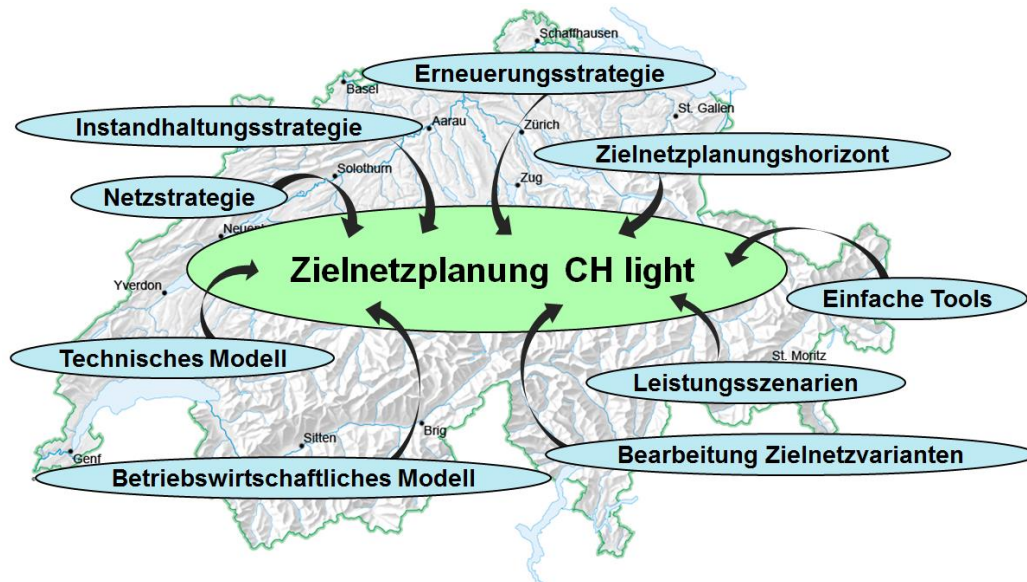 Schaffhausen
Erneuerungsstrategie
Basel
St. Gallen
Instandhaltungsstrategie
Aarau
Zürich
Zielnetzplanungshorizont
Solothurn
Zug
Netzstrategie
Zielnetzplanung CH light
Yverdon
Einfache Tools
Technisches Modell
St. Moritz
Leistungsszenarien
Brig
Sitten
Genf
Bearbeitung Zielnetzvarianten
Betriebswirtschaftliches Modell